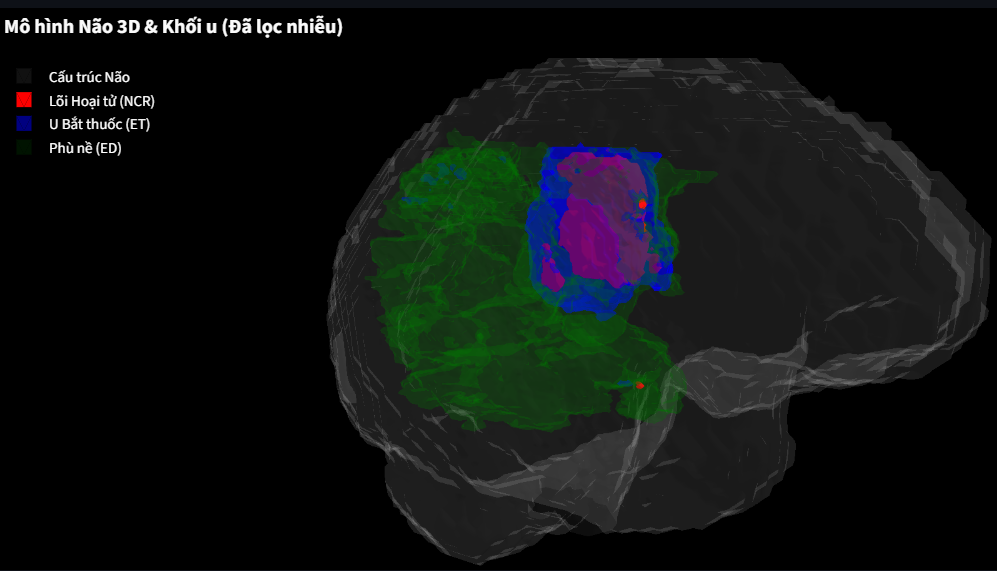 Mô hình Não 3D & Khối u (Đã lọc nhiễu)
Cấu trúc Não
Lõi Hoại tử (NCR)
U Bắt thuốc (ET)
Phù nề (ED)